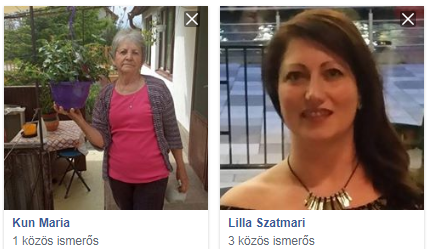 Kun Maria
1 közös ismerős
Lilla Szatmari
3 közös ismerős